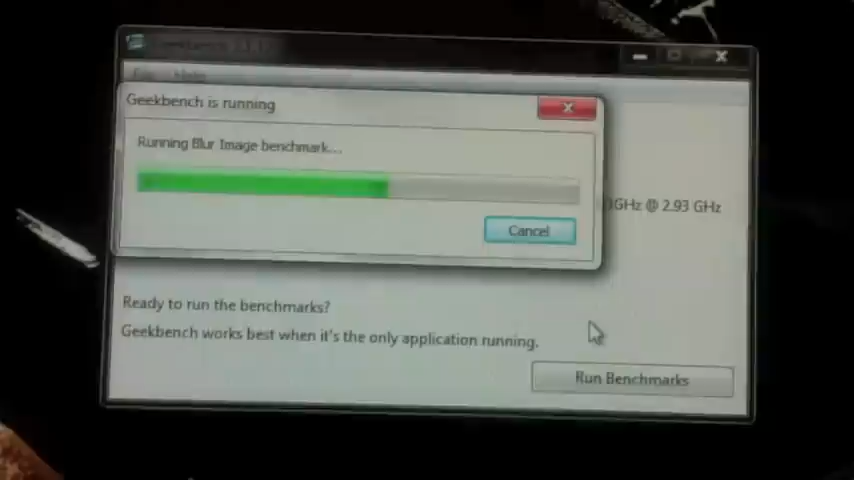 Geekbench is running
Running Blur Image benchmark...
Cancel
GHz @ 2.93 GHz
Ready to run the benchmarks?
Geekbench works best when it's the only application running.
Run Benchmarks